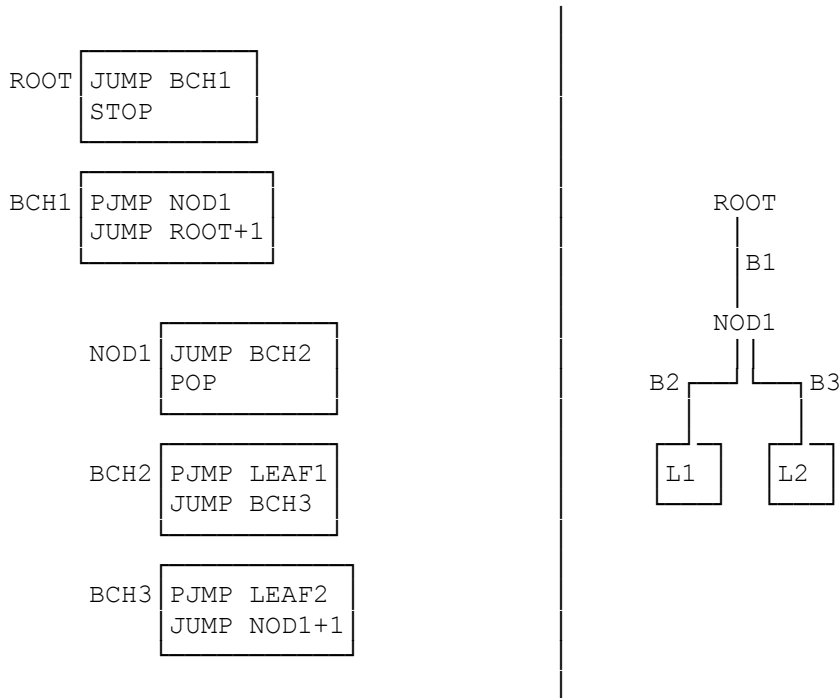 ROOT JUMP BCH1
STOP
BCH1 PJMP NOD1
JUMP ROOT+1
NOD1 JUMP BCH2
POP
BCH2 PJMP LEAF1
JUMP BCH3
BCH3 PJMP LEAF2
JUMP NOD1+1
ROOT
B1
NOD1
B2 B3
L1 L2